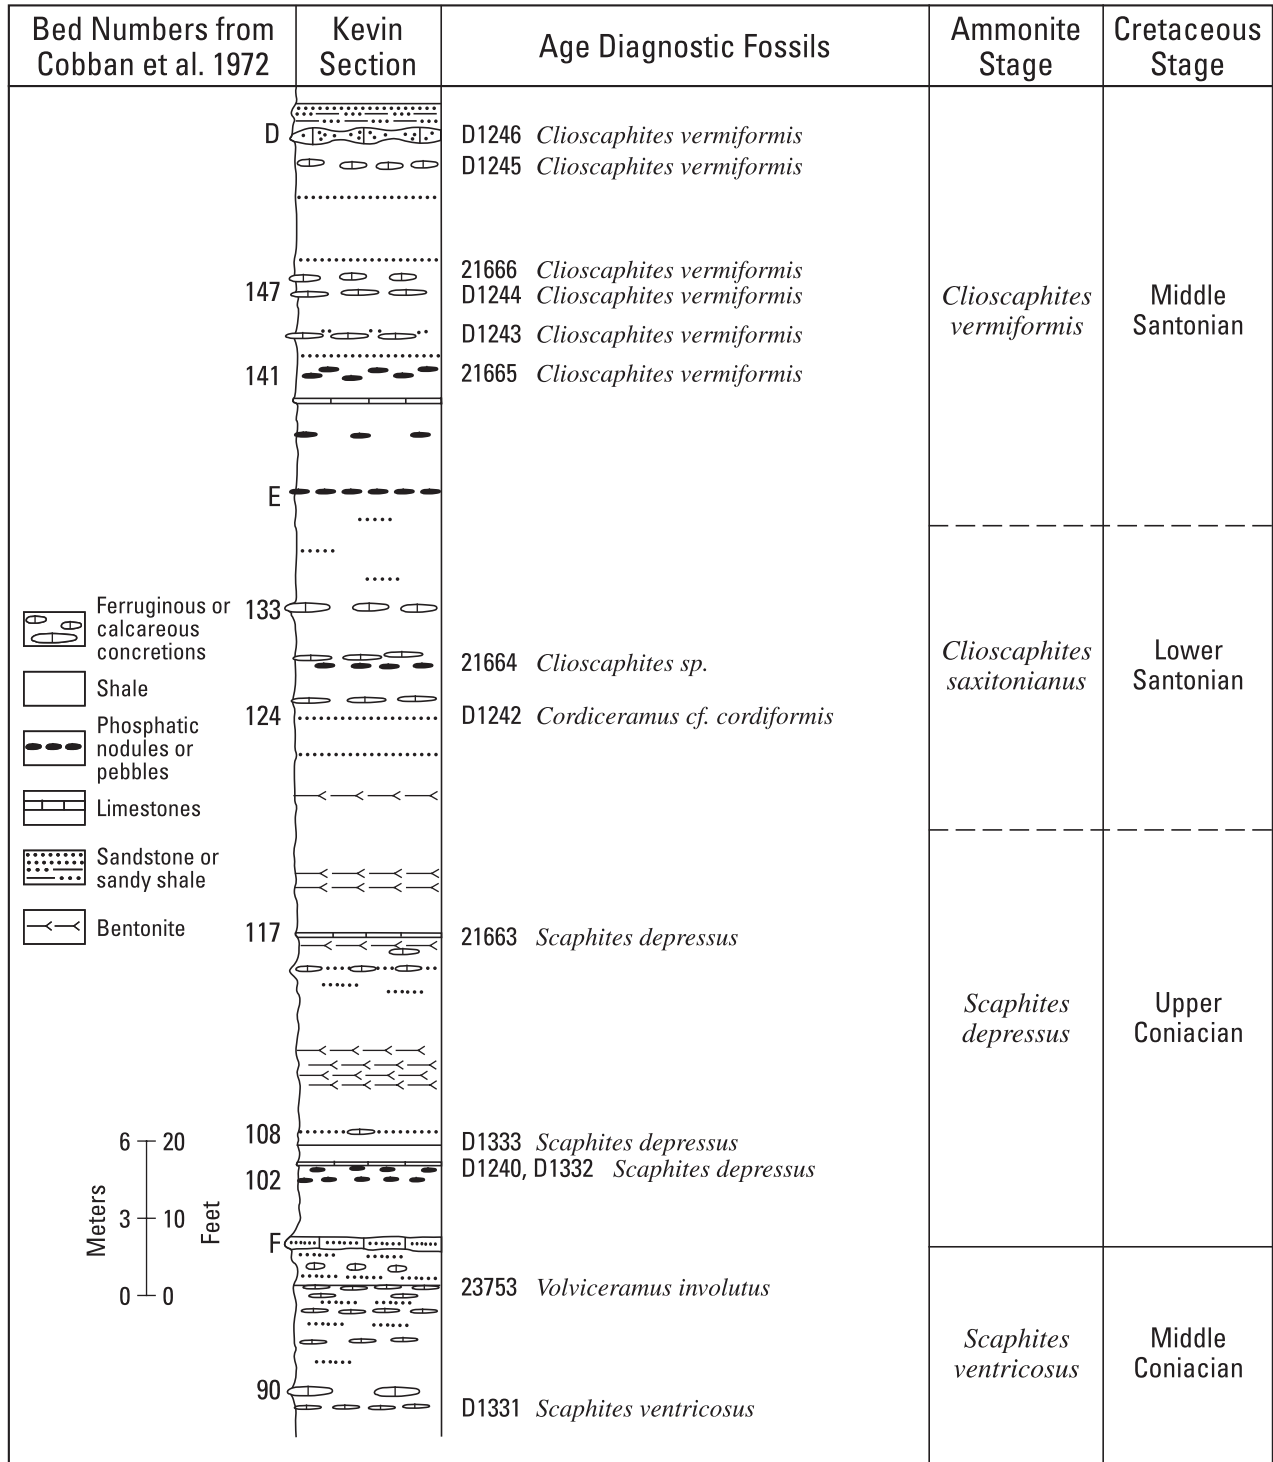 Bed Numbers from
Cobban et al. 1972
Kevin
Section
Age Diagnostic Fossils
Ammonite
Stage
Cretaceous
Stage
D
D1246 Clioscaphites vermiformis
D1245 Clioscaphites vermiformis
21666 Clioscaphites vermiformis
147
D1244 Clioscaphites vermiformis
D1243 Clioscaphites vermiformis
141
21665 Clioscaphites vermiformis
Clioscaphites
vermiformis
Middle
Santonian
E
133
21664 Clioscaphites sp.
124
D1242 Cordiceramus cf. cordiformis
Clioscaphites
saxitonianus
Lower
Santonian
Ferruginous or
calcareous
concretions
Shale
Phosphatic
nodules or
pebbles
Limestones
Sandstone or
sandy shale
Bentonite
117
21663 Scaphites depressus
Scaphites
depressus
Upper
Coniacian
108
D1333 Scaphites depressus
D1240, D1332 Scaphites depressus
102
F
6 20
3 10
0 0
Meters
Feet
23753 Volviceramus involutus
90
D1331 Scaphites ventricosus
Scaphites
ventricosus
Middle
Coniacian